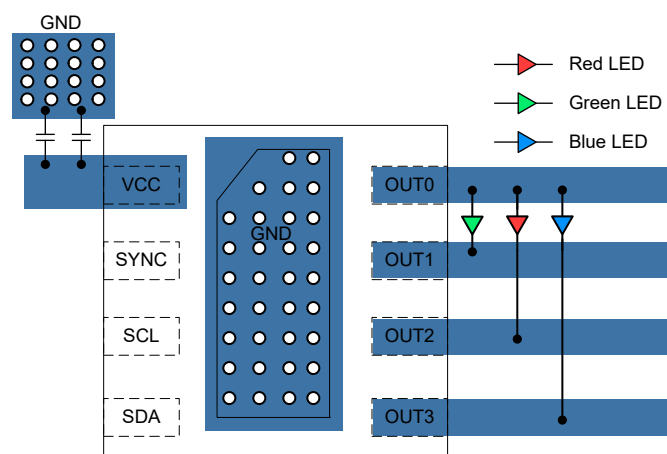 GND
Red LED
Green LED
Blue LED
VCC
OUT0
GND
SYNC
OUT1
SCL
OUT2
SDA
OUT3